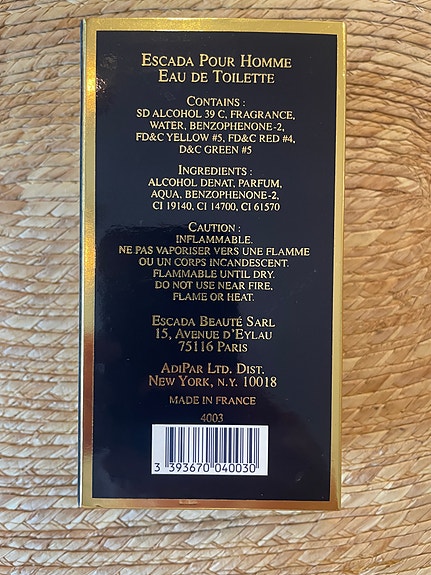 ESCADA POUR HOMME
EAU DE TOILETTE
CONTAINS :
SD ALCOHOL 39 C, FRAGRANCE,
WATER, BENZOPHENONE-2,
FD&C YELLOW #5, FD&C RED #4,
D&C GREEN #5
INGREDIENTS :
ALCOHOL DENAT, PARFUM,
AQUA, BENZOPHENONE-2,
CI 19140, CI 14700, CI 61570
CAUTION :
INFLAMMABLE.
NE PAS VAPORISER VERS UNE FLAMME
OU UN CORPS INCANDESCENT.
FLAMMABLE UNTIL DRY.
DO NOT USE NEAR FIRE,
FLAME OR HEAT.
ESCADA BEAUTÉ SARL
15, AVENUE D'EYLAU
75116 PARIS
ADIPAR LTD. DIST.
NEW YORK, N.Y. 10018
MADE IN FRANCE
4003
3 393670 040030